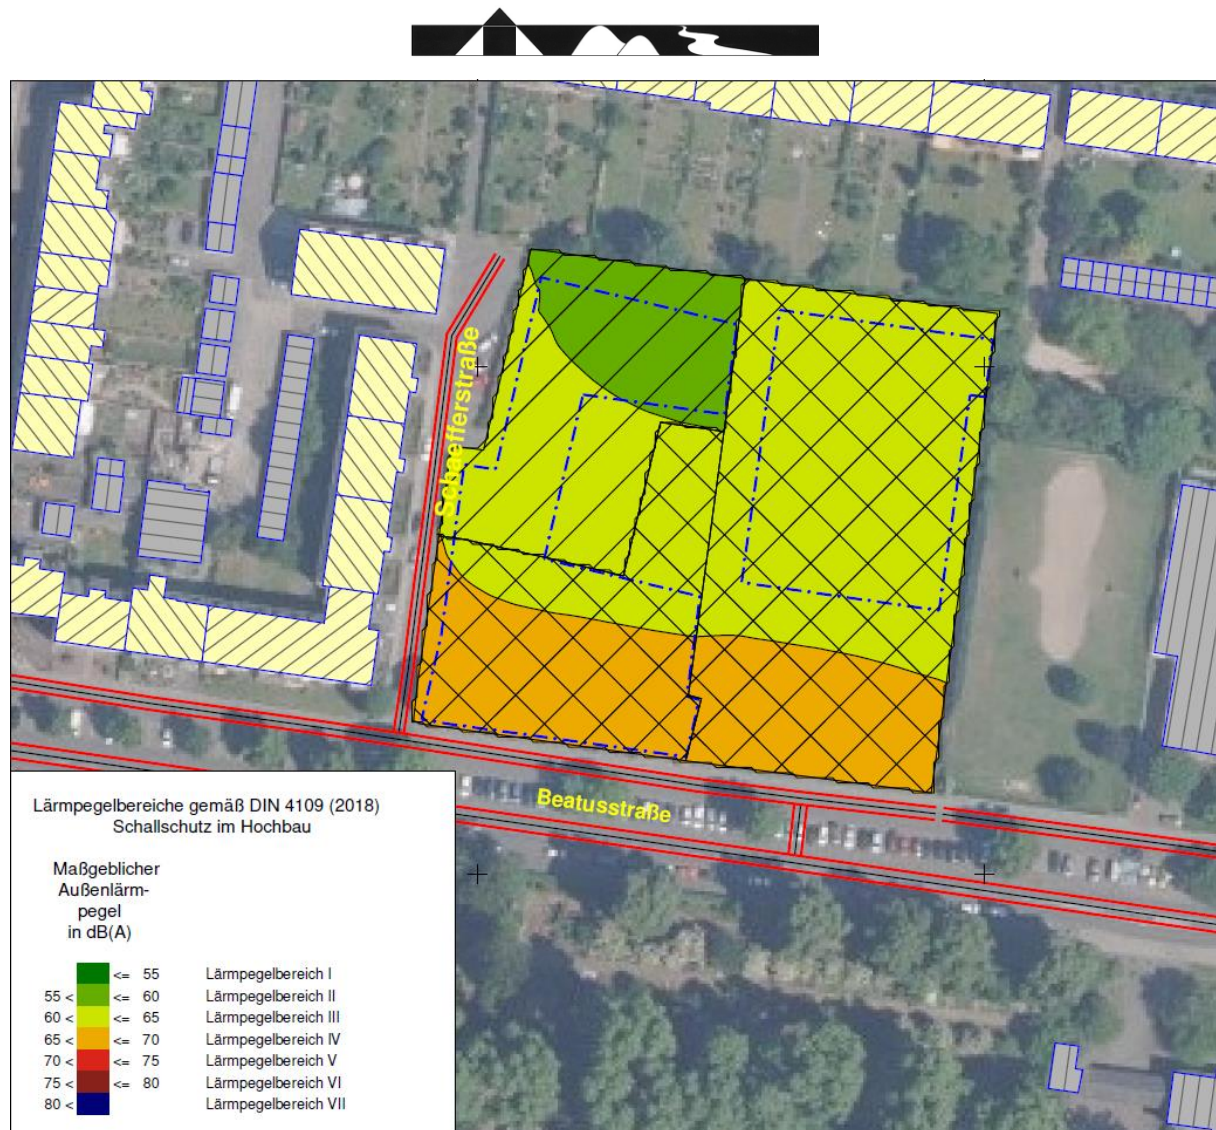 Schaefferstraße
Beatusstraße
Lärmpegelbereiche gemäß DIN 4109 (2018)
Schallschutz im Hochbau
Maßgeblicher
Außenlärm-
pegel
in dB(A)
<= 55 Lärmpegelbereich I
55 < <= 60 Lärmpegelbereich II
60 < <= 65 Lärmpegelbereich III
65 < <= 70 Lärmpegelbereich IV
70 < <= 75 Lärmpegelbereich V
75 < <= 80 Lärmpegelbereich VI
80 < Lärmpegelbereich VII